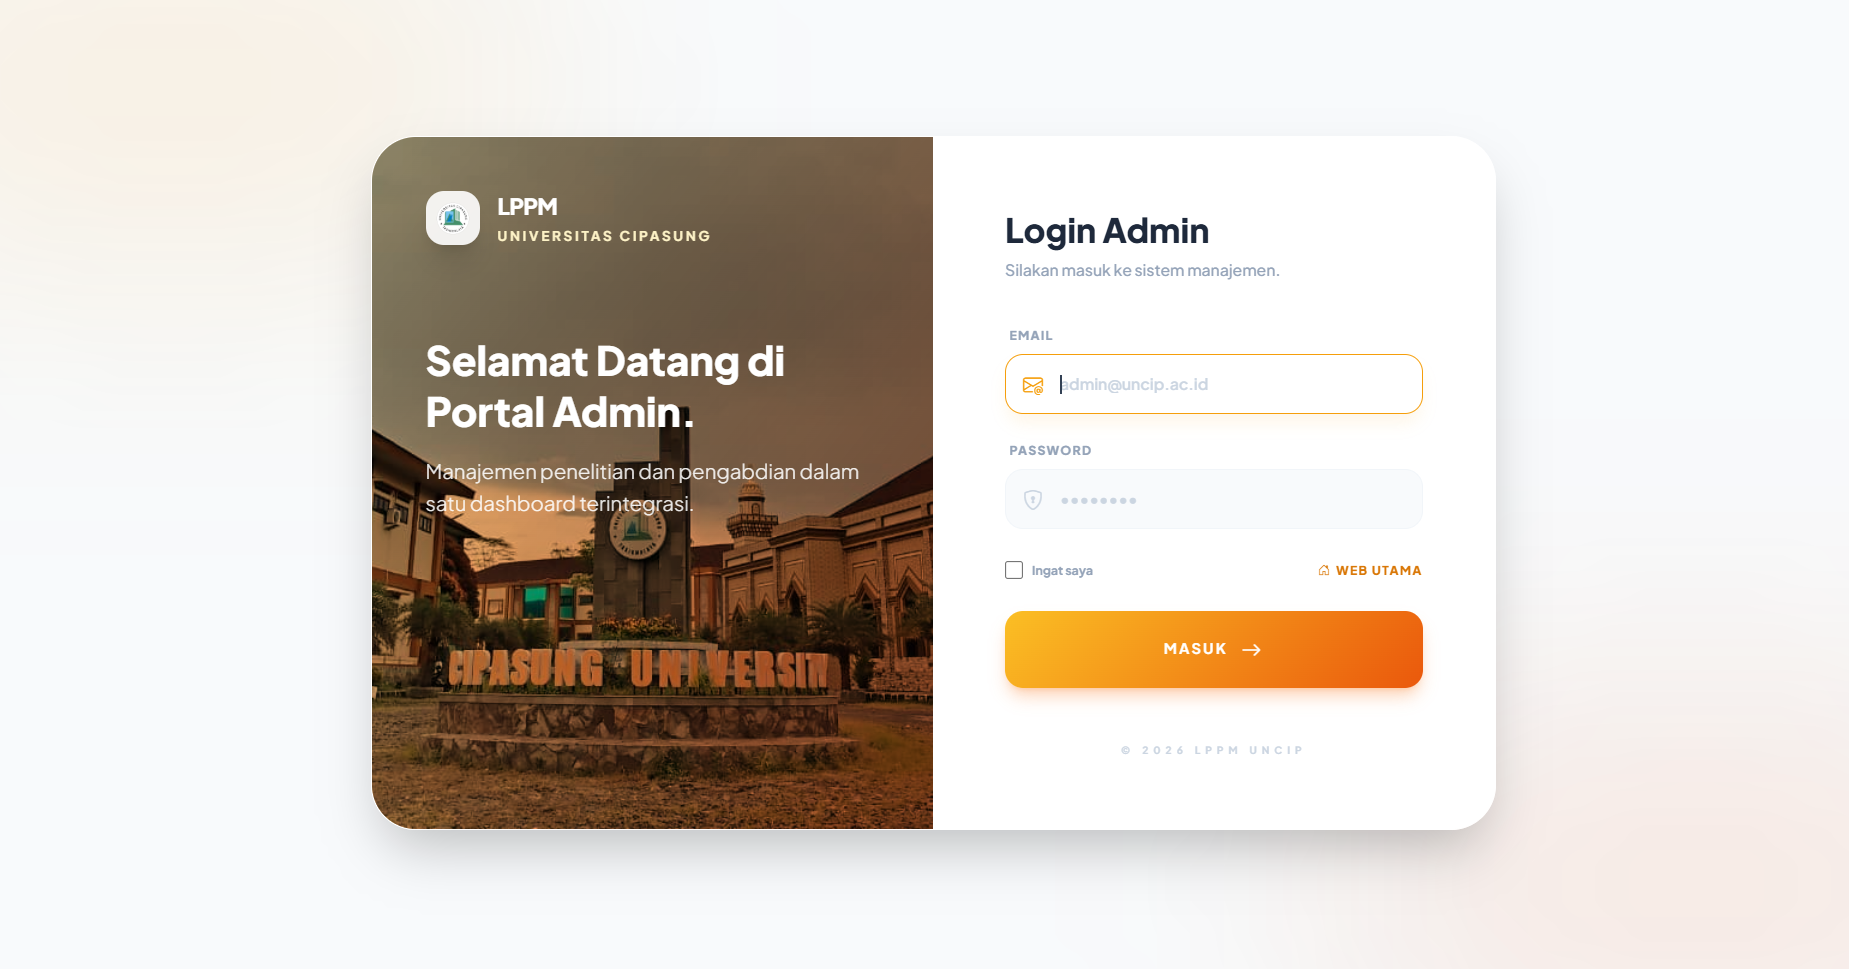 LPPM
UNIVERSITAS CIPASUNG
Selamat Datang di
Portal Admin.
Manajemen penelitian dan pengabdian dalam
satu dashboard terintegrasi.
CIPASUNG UNIVERSIT
Login Admin
Silakan masuk ke sistem manajemen.
EMAIL
admin@uncip.ac.id
PASSWORD
••••••••
Ingat saya
WEB UTAMA
MASUK →
© 2026 LPPM UNCIP